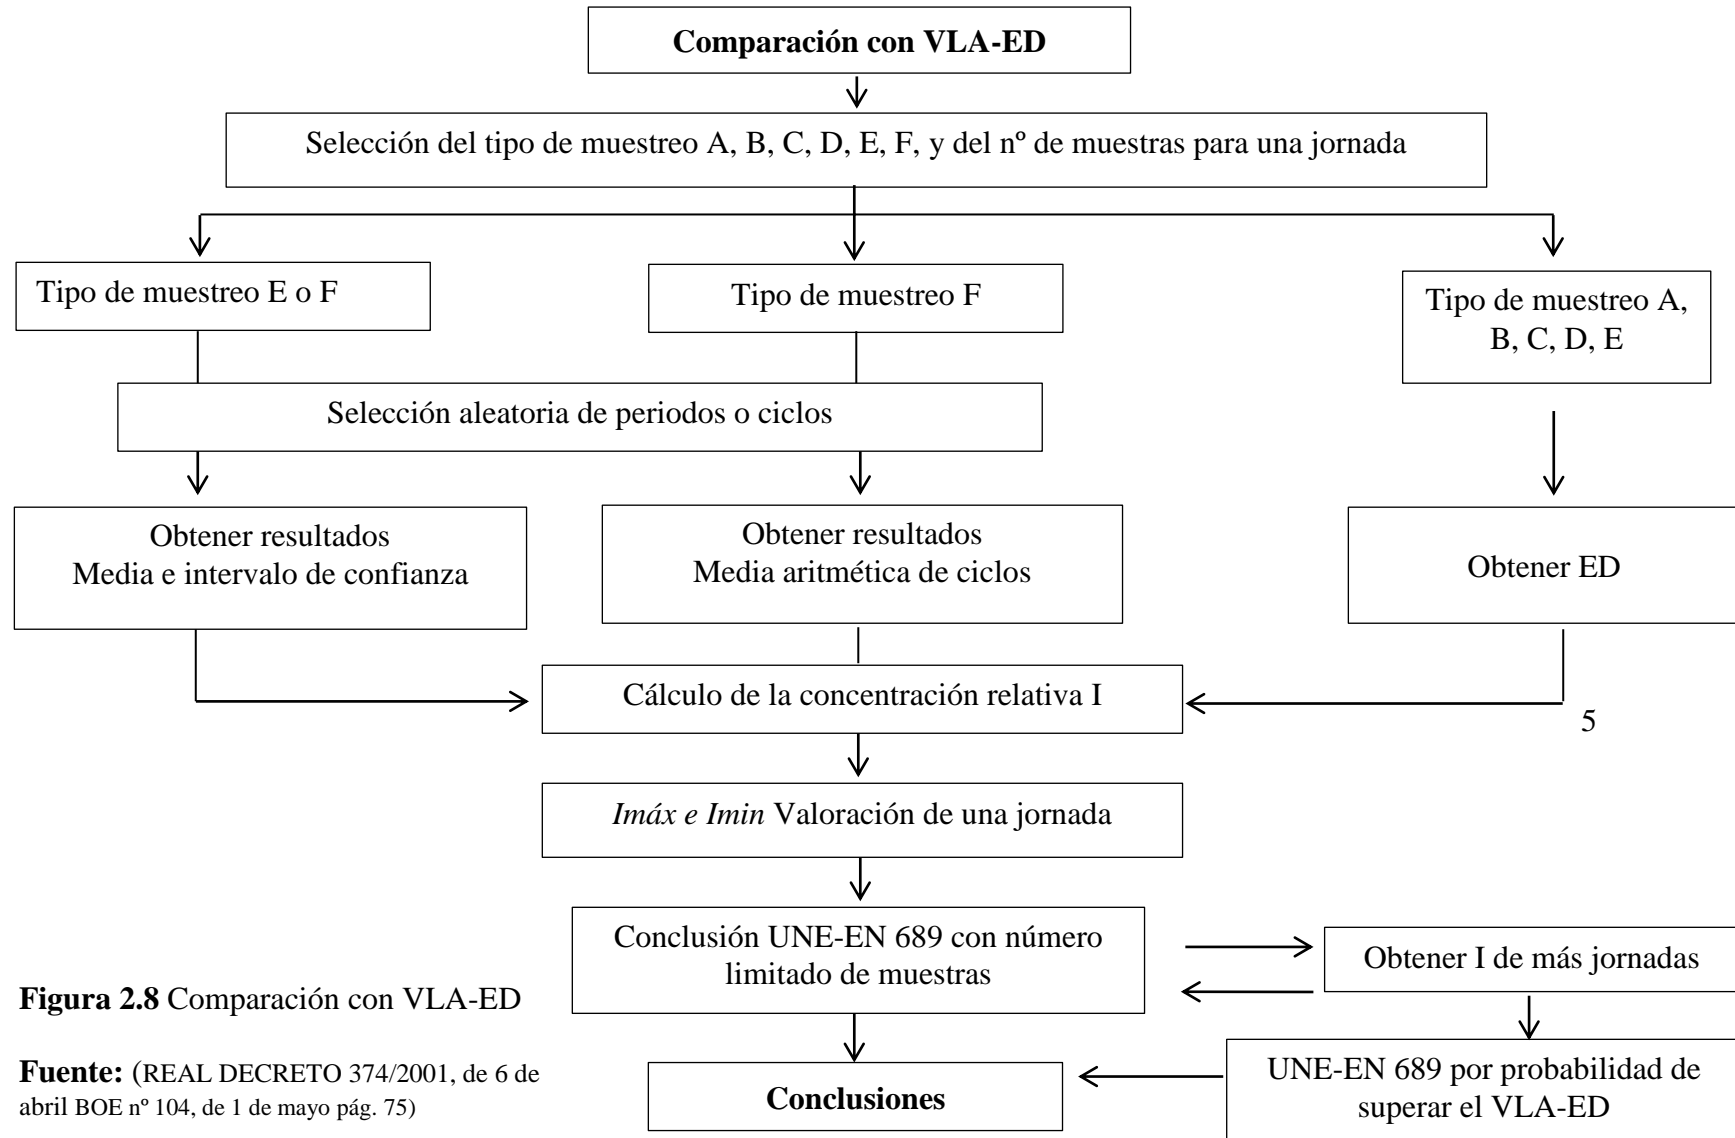 Comparación con VLA-ED
Selección del tipo de muestreo A, B, C, D, E, F, y del nº de muestras para una jornada
Tipo de muestreo E o F
Tipo de muestreo F
Tipo de muestreo A,
B, C, D, E
Selección aleatoria de periodos o ciclos
Obtener resultados
Media e intervalo de confianza
Obtener resultados
Media aritmética de ciclos
Obtener ED
Cálculo de la concentración relativa I
5
Imáx e Imin Valoración de una jornada
Conclusión UNE-EN 689 con número
limitado de muestras
Obtener I de más jornadas
UNE-EN 689 por probabilidad de
superar el VLA-ED
Conclusiones
Figura 2.8 Comparación con VLA-ED
Fuente: (REAL DECRETO 374/2001, de 6 de
abril BOE nº 104, de 1 de mayo pág. 75)